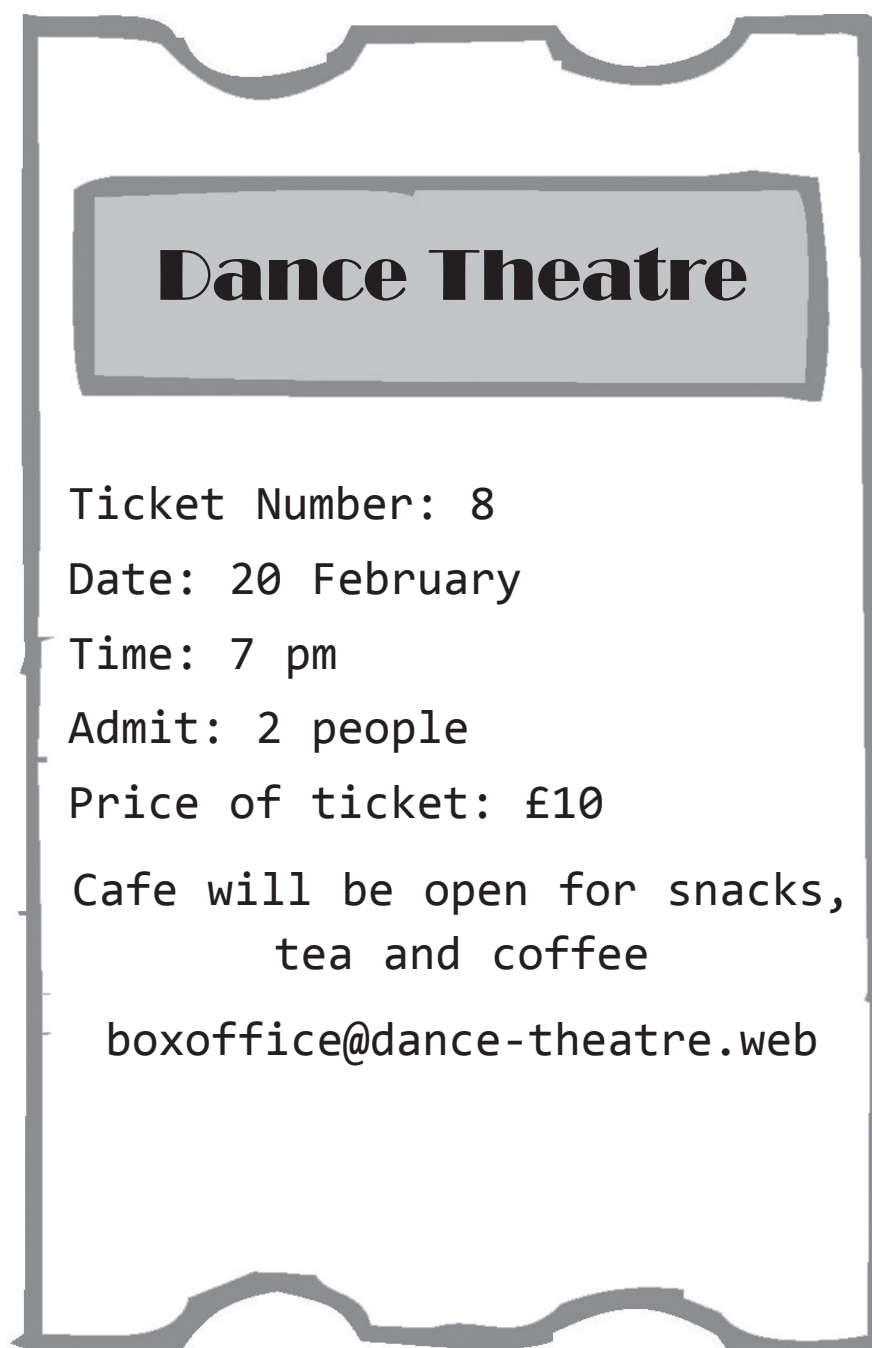 Dance Theatre
Ticket Number: 8
Date: 20 February
Time: 7 pm
Admit: 2 people
Price of ticket: £10
Cafe will be open for snacks,
tea and coffee
boxoffice@dance-theatre.web